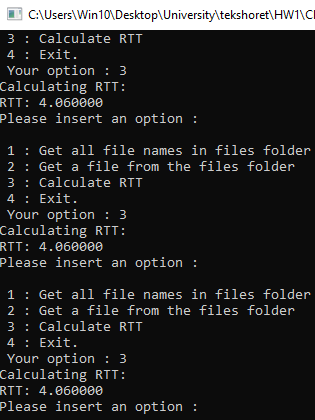 C:\Users\Win10\Desktop\University\tekshoret\HW1\Cl
3 : Calculate RTT
4 : Exit.
Your option : 3
Calculating RTT:
RTT: 4.060000
Please insert an option :
1 : Get all file names in files folder
2 : Get a file from the files folder
3 : Calculate RTT
4 : Exit.
Your option : 3
Calculating RTT:
RTT: 4.060000
Please insert an option :
1 : Get all file names in files folder
2 : Get a file from the files folder
3 : Calculate RTT
4 : Exit.
Your option : 3
Calculating RTT:
RTT: 4.060000
Please insert an option :